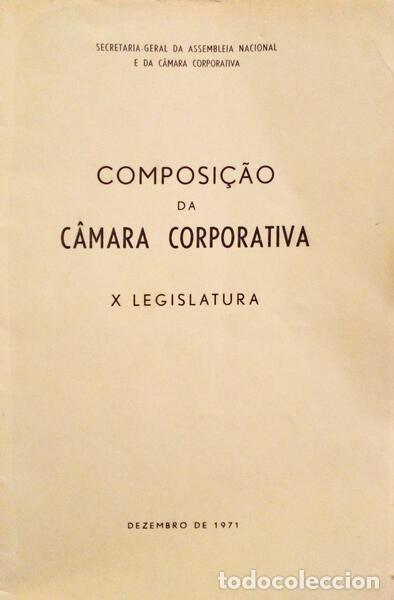 SECRETARIA-GERAL DA ASSEMBLEIA NACIONAL
E DA CÂMARA CORPORATIVA
COMPOSIÇÃO
DA
CÂMARA CORPORATIVA
X LEGISLATURA
DEZEMBRO DE 1971
todocoleccion